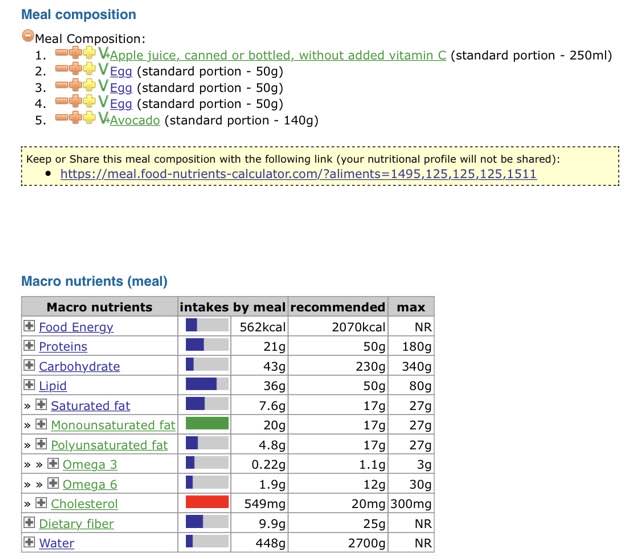 Meal composition
Meal Composition:
1. Apple juice, canned or bottled, without added vitamin C (standard portion - 250ml)
2. Egg (standard portion - 50g)
3. Egg (standard portion - 50g)
4. Egg (standard portion - 50g)
5. Avocado (standard portion - 140g)
Keep or Share this meal composition with the following link (your nutritional profile will not be shared):
• https://meal.food-nutrients-calculator.com/?aliments=1495,125,125,125,1511
Macro nutrients (meal)
Macro nutrients intakes by meal recommended max
Food Energy 562kcal 2070kcal NR
Proteins 21g 50g 180g
Carbohydrate 43g 230g 340g
Lipid 36g 50g 80g
» Saturated fat 7.6g 17g 27g
» Monounsaturated fat 20g 17g 27g
» Polyunsaturated fat 4.8g 17g 27g
» » Omega 3 0.22g 1.1g 3g
» » Omega 6 1.9g 12g 30g
» Cholesterol 549mg 20mg 300mg
Dietary fiber 9.9g 25g NR
Water 448g 2700g NR